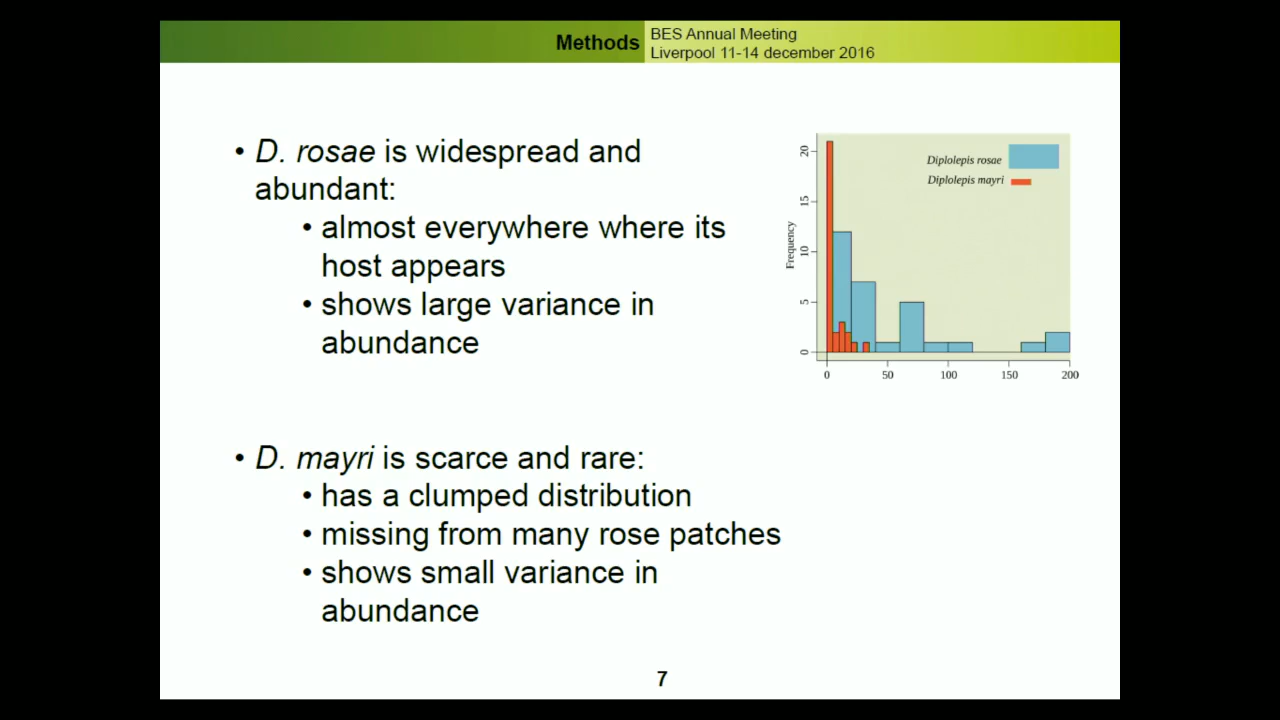 Methods
BES Annual Meeting
Liverpool 11-14 december 2016
• D. rosae is widespread and
abundant:
• almost everywhere where its
host appears
• shows large variance in
abundance
Diplolepis rosae
Diplolepis mayri
Frequency
20
15
10
5
0
0 50 100 150 200
• D. mayri is scarce and rare:
• has a clumped distribution
• missing from many rose patches
• shows small variance in
abundance
7